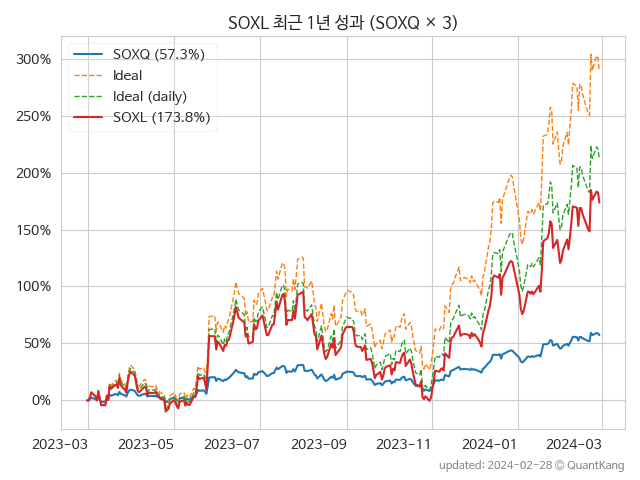 SOXL 최근 1년 성과 (SOXQ × 3)
SOXQ (57.3%)
Ideal
Ideal (daily)
SOXL (173.8%)
300%
250%
200%
150%
100%
50%
0%
2023-03 2023-05 2023-07 2023-09 2023-11 2024-01 2024-03
updated: 2024-02-28 © QuantKang